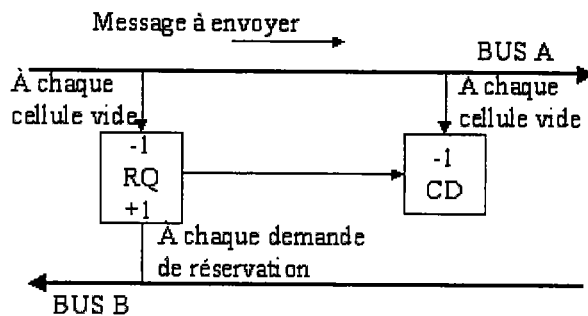 Message à envoyer
BUS A
À chaque
cellule vide
A chaque
cellule vide
-1
RQ
+1
-1
CD
À chaque demande
de réservation
BUS B